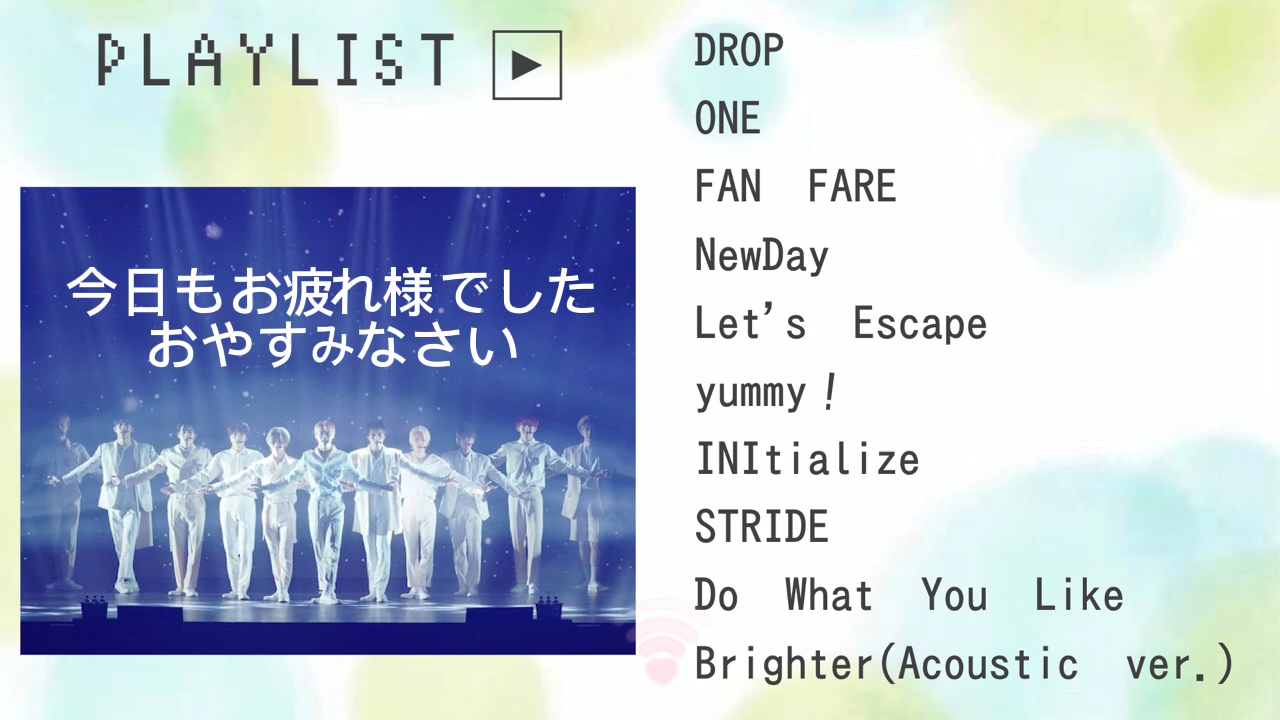 PLAYLIST ▶
今日もお疲れ様でした
おやすみなさい
DROP
ONE
FAN FARE
NewDay
Let's Escape
yummy!
INItialize
STRIDE
Do What You Like
Brighter(Acoustic ver.)